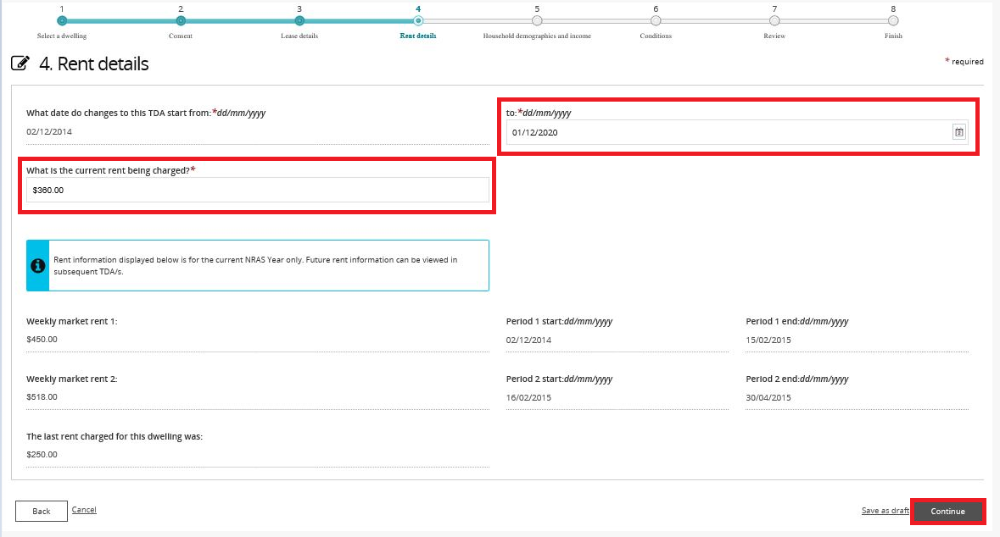 1 2 3 4 5 6 7 8
Select a dwelling Consent Lease details Rent details Household demographics and income Conditions Review Finish
4. Rent details
* required
What date do changes to this TDA start from:*dd/mm/yyyy
02/12/2014
to:*dd/mm/yyyy
01/12/2020
What is the current rent being charged?*
$360.00
Rent information displayed below is for the current NRAS Year only. Future rent information can be viewed in
subsequent TDA/s.
Weekly market rent 1: Period 1 start:dd/mm/yyyy Period 1 end:dd/mm/yyyy
$450.00 02/12/2014 15/02/2015
Weekly market rent 2: Period 2 start:dd/mm/yyyy Period 2 end:dd/mm/yyyy
$518.00 16/02/2015 30/04/2015
The last rent charged for this dwelling was:
$250.00
Back Cancel Save as draft Continue